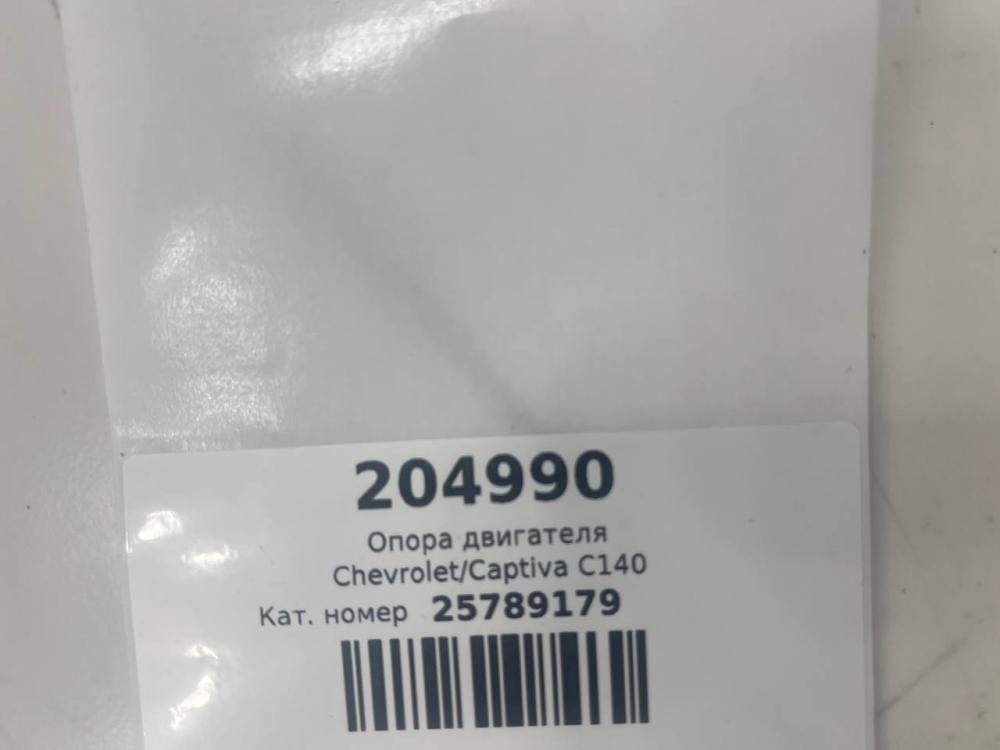 204990
Опора двигателя
Chevrolet/Captiva C140
Кат. номер 25789179